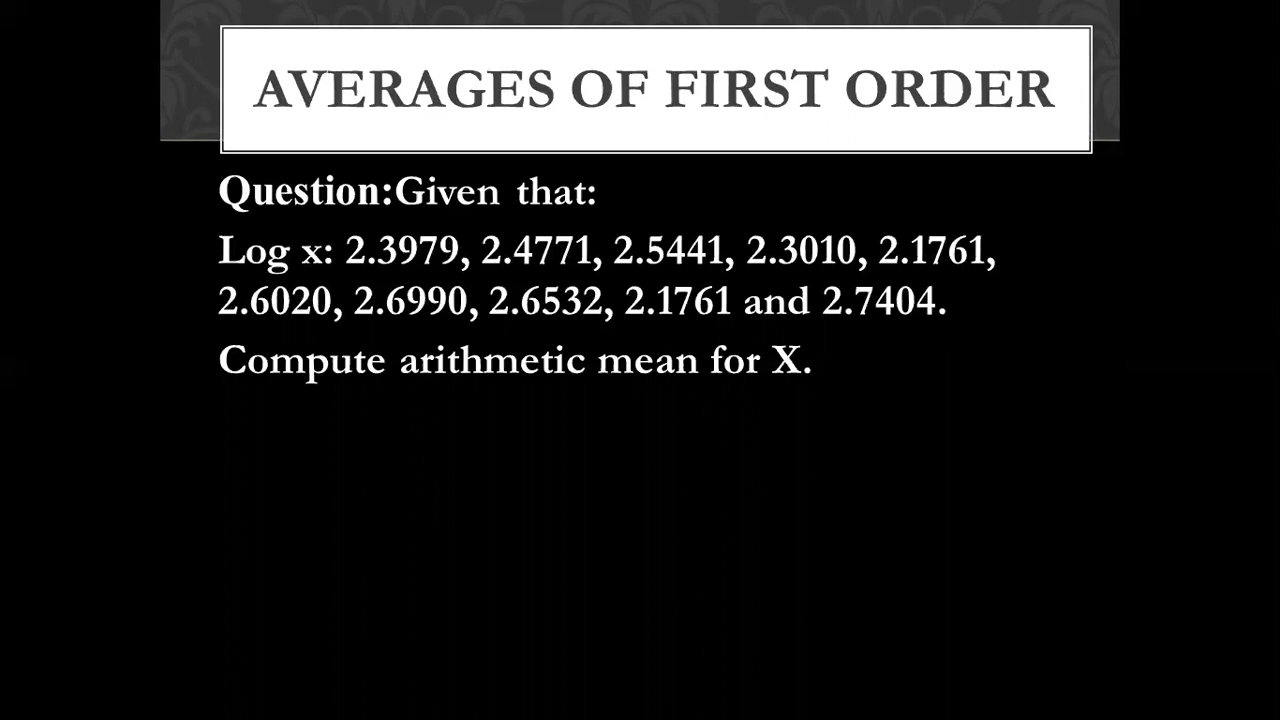 AVERAGES OF FIRST ORDER
Question:Given that:
Log x: 2.3979, 2.4771, 2.5441, 2.3010, 2.1761,
2.6020, 2.6990, 2.6532, 2.1761 and 2.7404.
Compute arithmetic mean for X.